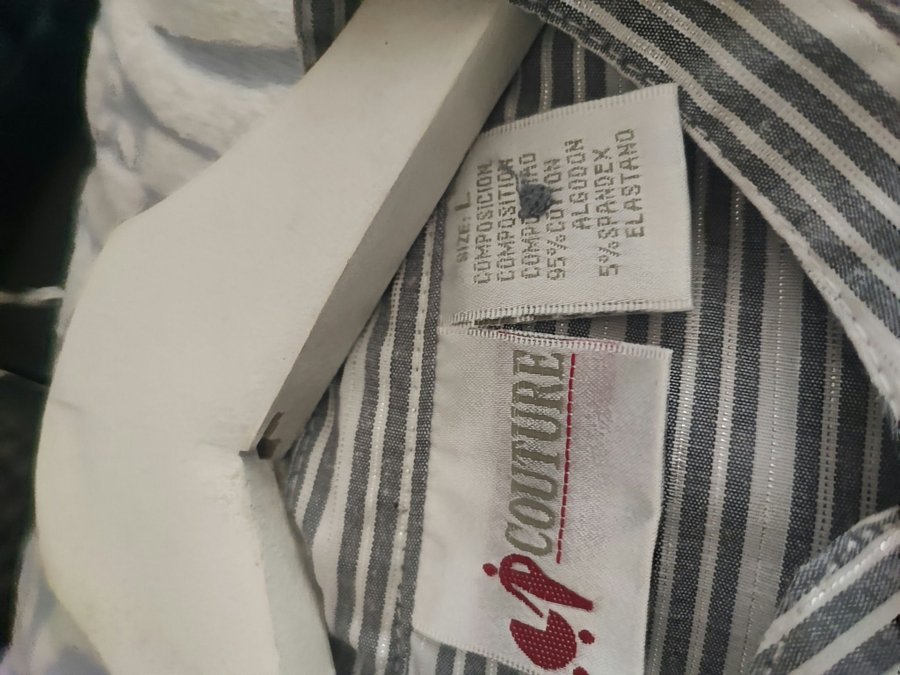 SIZE: L
COMPOSICION
COMPOSITION
95%COTTON
ALGODON
5%SPANDEX
ELASTANO
COUTURE